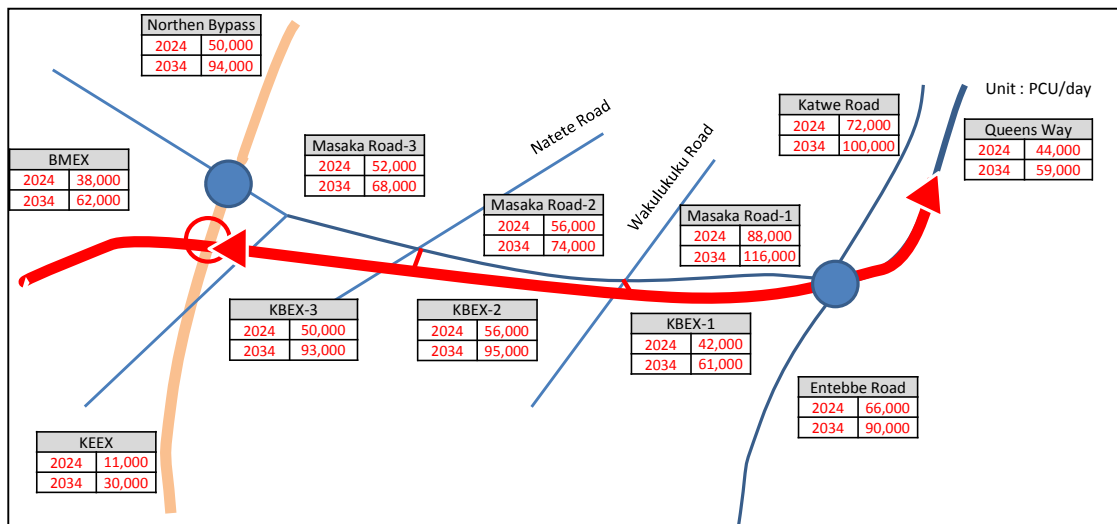 Northen Bypass
2024 50,000
2034 94,000
Unit : PCU/day
Katwe Road
2024 72,000
2034 100,000
Queens Way
2024 44,000
2034 59,000
Natete Road
Wakulukuku Road
Masaka Road-3
2024 52,000
2034 68,000
BMEX
2024 38,000
2034 62,000
Masaka Road-2
2024 56,000
2034 74,000
Masaka Road-1
2024 88,000
2034 116,000
KBEX-3
2024 50,000
2034 93,000
KBEX-2
2024 56,000
2034 95,000
KBEX-1
2024 42,000
2034 61,000
Entebbe Road
2024 66,000
2034 90,000
KEEX
2024 11,000
2034 30,000